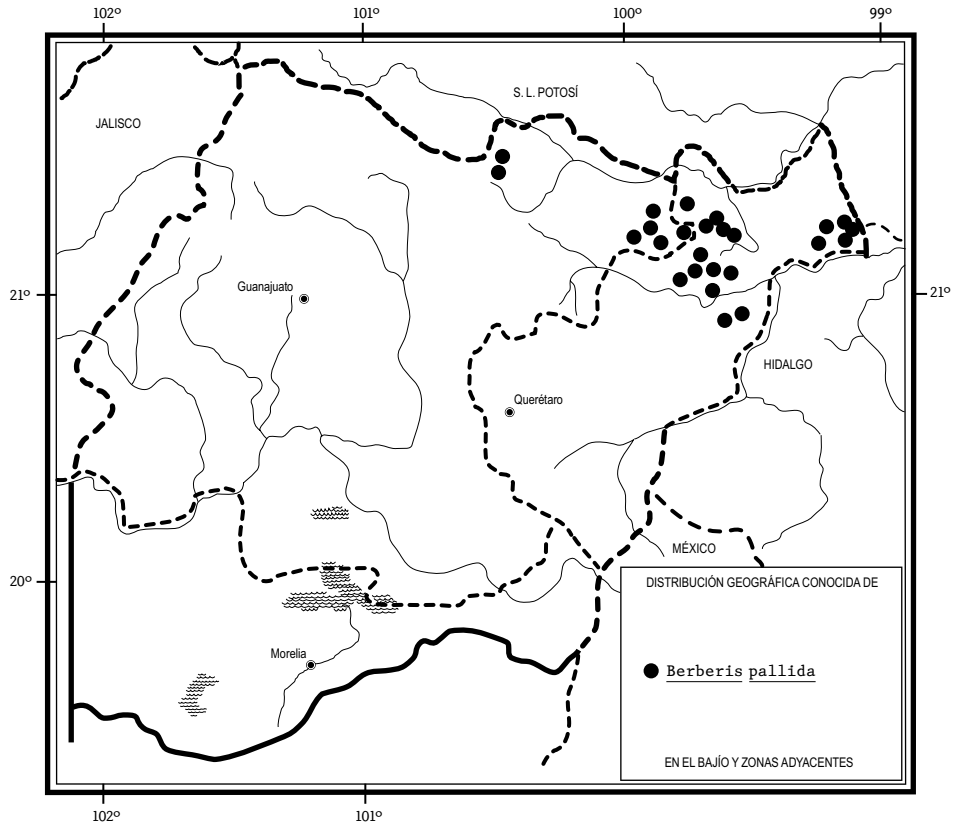 102º 101º 100º 99º
S. L. POTOSÍ
JALISCO
Guanajuato
21º 21º
HIDALGO
Querétaro
MÉXICO
20º
DISTRIBUCIÓN GEOGRÁFICA CONOCIDA DE
Morelia
Berberis pallida
EN EL BAJÍO Y ZONAS ADYACENTES
102º 101º